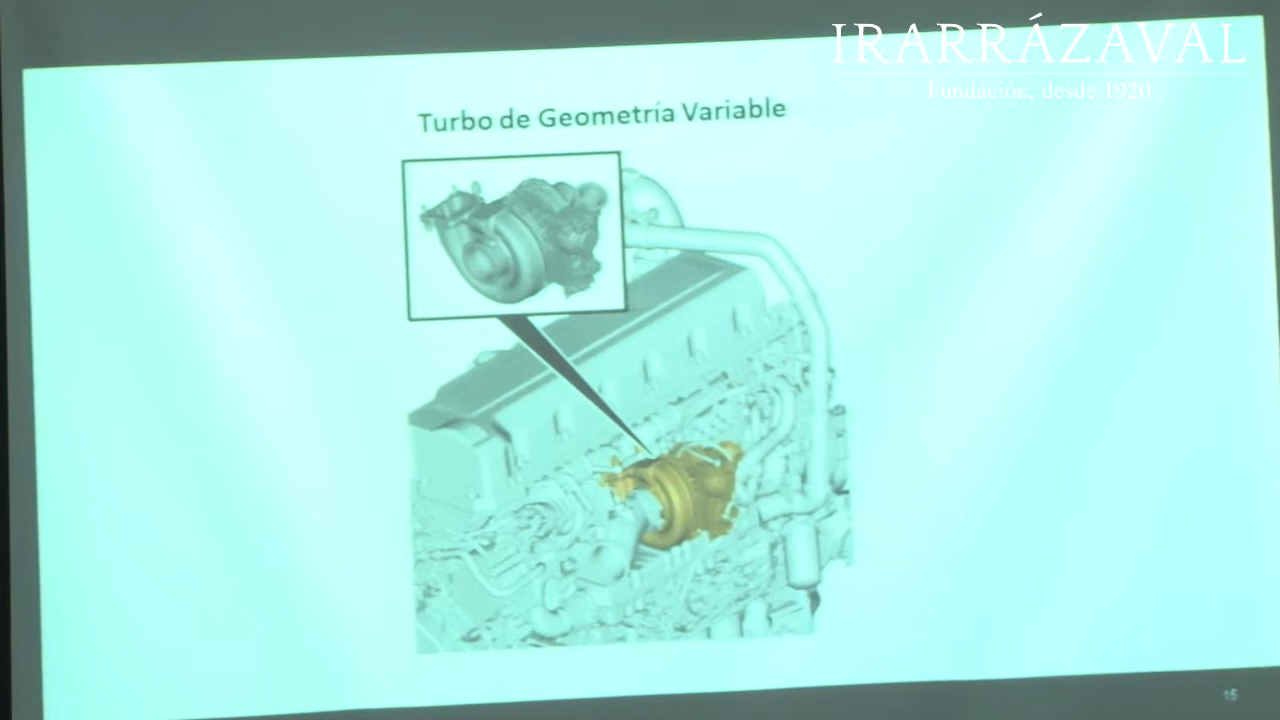 IRARRÁZAVAL
Fundación, desde 1920
Turbo de Geometría Variable
15